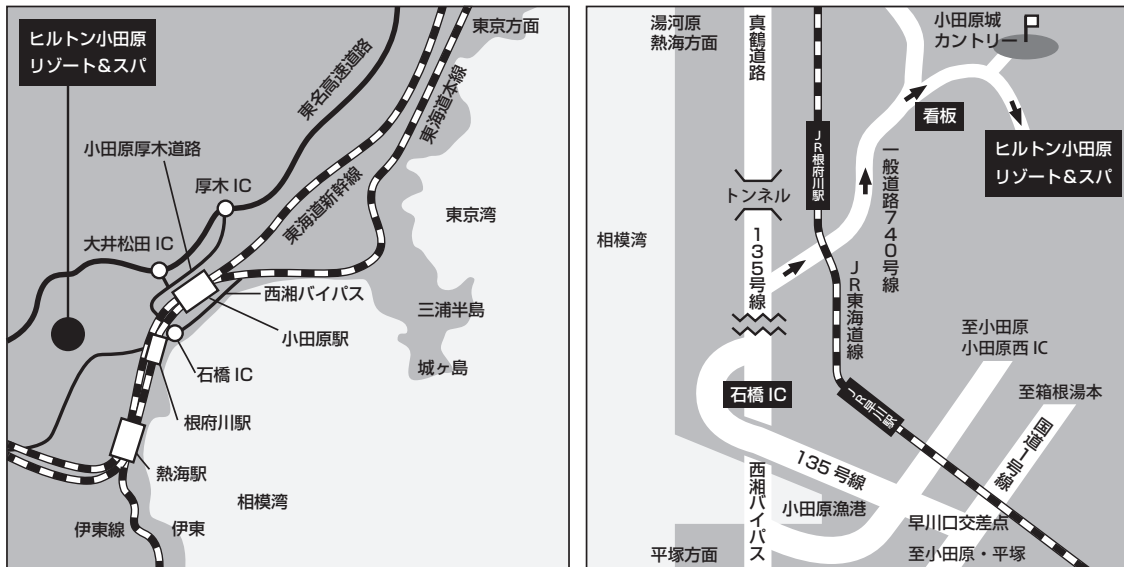 ヒルトン小田原
リゾート&スパ
東京方面
東名高速道路
東海道本線
小田原厚木道路
厚木 IC
東海道新幹線
東京湾
大井松田 IC
西湘バイパス
三浦半島
小田原駅
城ヶ島
石橋 IC
根府川駅
熱海駅
相模湾
伊東線
伊東
湯河原
熱海方面
真鶴道路
小田原城
カントリー
看板
JR根府川駅
ヒルトン小田原
リゾート&スパ
一般道路740号線
トンネル
相模湾
135号線
JR東海道線
至小田原
小田原西 IC
石橋 IC
JR早川駅
至箱根湯本
国道1号線
135 号線
西湘バイパス
小田原漁港
早川口交差点
平塚方面
至小田原・平塚